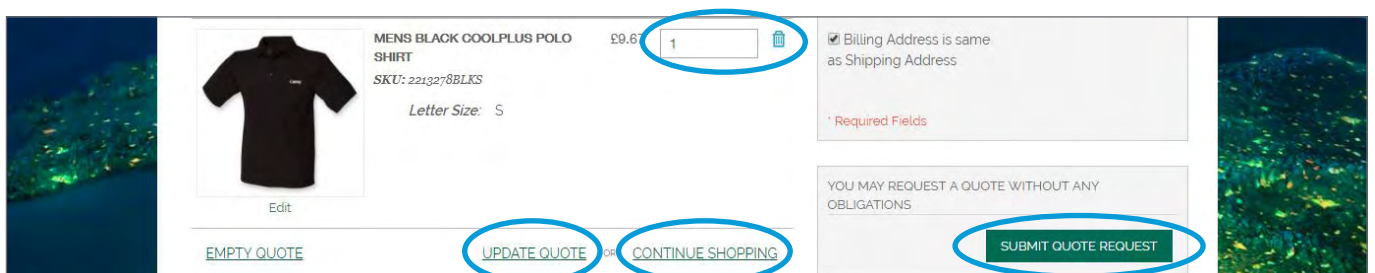 MENS BLACK COOLPLUS POLO SHIRT £9.67 1
SKU: 2213278BLKS
Letter Size: S
Edit
EMPTY QUOTE UPDATE QUOTE OR CONTINUE SHOPPING
Billing Address is same
as Shipping Address
* Required Fields
YOU MAY REQUEST A QUOTE WITHOUT ANY
OBLIGATIONS
SUBMIT QUOTE REQUEST